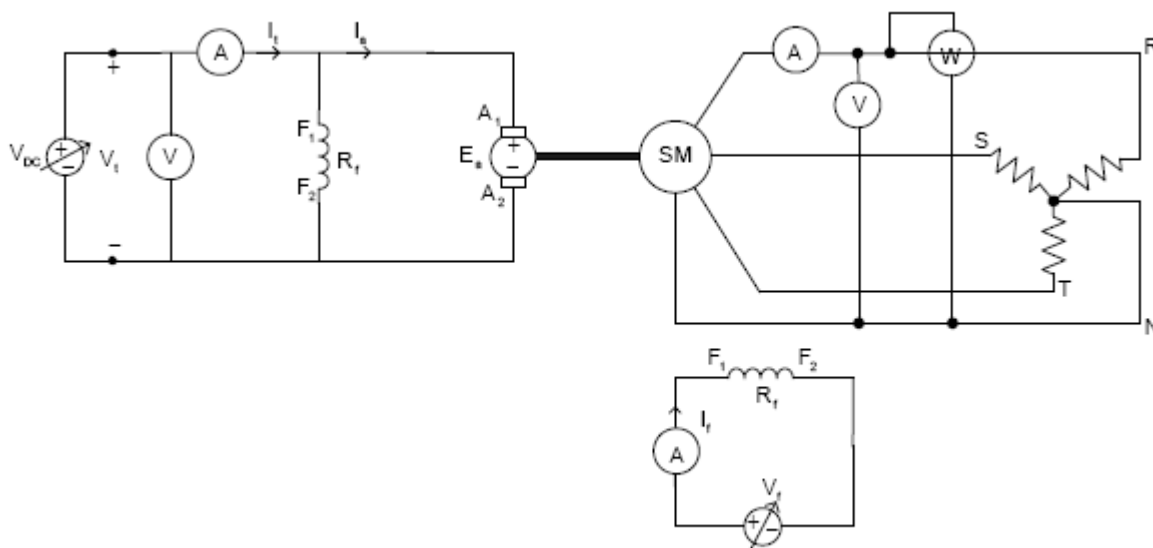 A
I_t
I_a
+
V_DC
+
−
V_t
V
−
F_1
R_f
F_2
A_1
+
−
E_a
A_2
SM
A
V
W
R
S
T
N
F_1
F_2
R_f
I_f
A
V_f
+
−